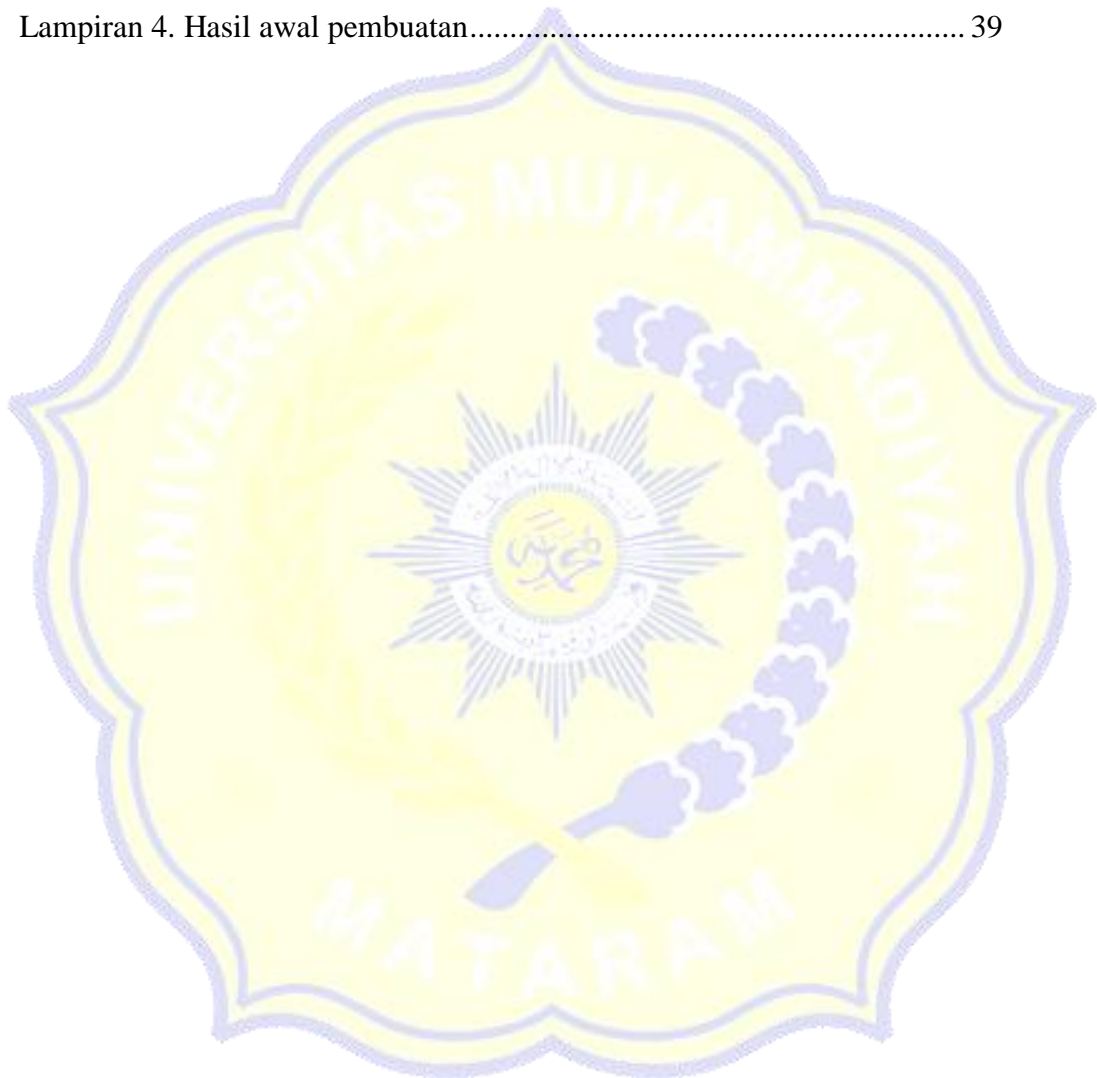 Lampiran 4. Hasil awal pembuatan.............................................................. 39
UNIVERSITAS MUHAMMADIYAH
MATARAM